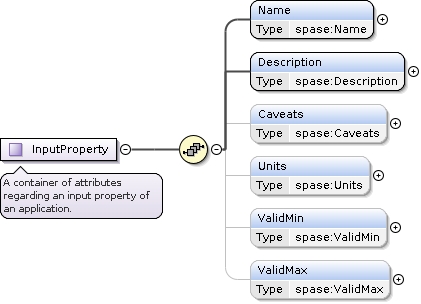 Name
Type spase:Name
Description
Type spase:Description
Caveats
Type spase:Caveats
InputProperty
A container of attributes
regarding an input property of
an application.
Units
Type spase:Units
ValidMin
Type spase:ValidMin
ValidMax
Type spase:ValidMax